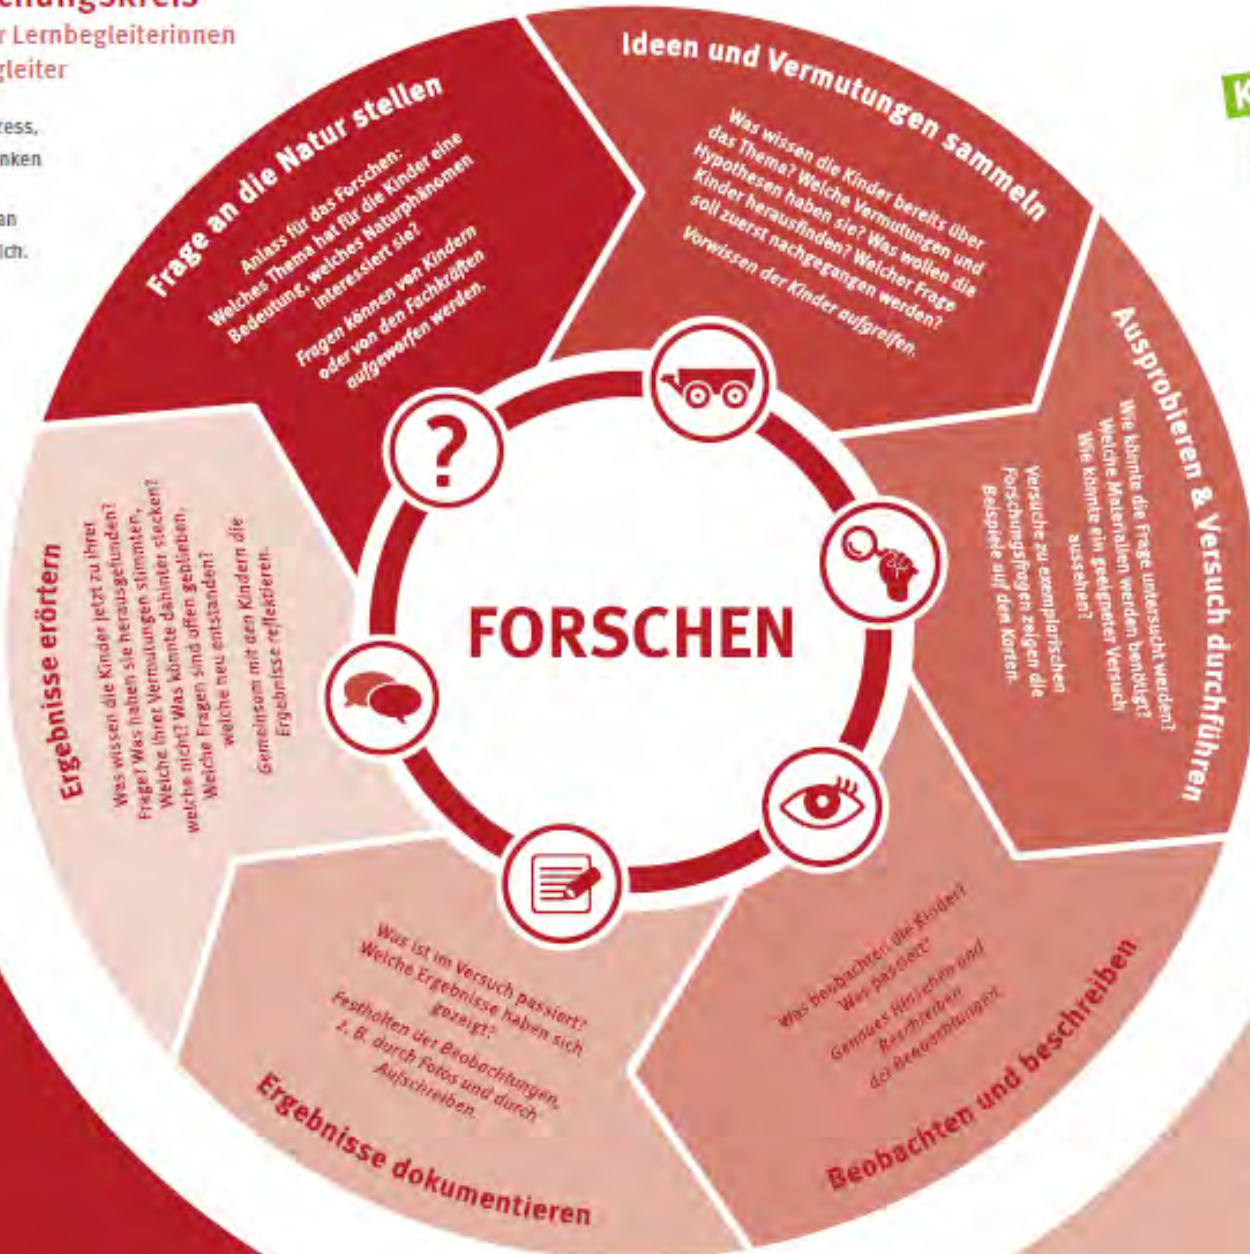 chungskreis
r Lernbegleiterinnen
gleiter
ess,
nken
an
ich.
K
Frage an die Natur stellen
Anlass für das Forschen:
Welches Thema hat für die Kinder eine
Bedeutung, welches Naturphänomen
interessiert sie?
Fragen können von Kindern
oder von den Fachkräften
aufgeworfen werden.
Ideen und Vermutungen sammeln
Was wissen die Kinder bereits über
das Thema? Welche Vermutungen und
Hypothesen haben sie? Was wollen die
Kinder herausfinden? Welcher Frage
soll zuerst nachgegangen werden?
Vorwissen der Kinder aufgreifen.
Ausprobieren & Versuch durchführen
Wie könnte die Frage untersucht werden?
Welche Materialien werden benötigt?
Wie könnte ein geeigneter Versuch
aussehen?
Versuche zu exemplarischen
Forschungsfragen zeigen die
Beispiele auf den Karten.
Beobachten und beschreiben
Was beobachten die Kinder?
Was passiert?
Genaues Hinsehen und
Beschreiben
der Beobachtungen.
Ergebnisse dokumentieren
Was ist im Versuch passiert?
Welche Ergebnisse haben sich
gezeigt?
Festhalten der Beobachtungen,
z. B. durch Fotos und durch
Aufschreiben.
Ergebnisse erörtern
Was wissen die Kinder jetzt zu ihrer
Frage? Was haben sie herausgefunden?
Welche ihrer Vermutungen stimmten,
welche nicht? Was könnte dahinter stecken?
Welche Fragen sind offen geblieben,
welche neu entstanden?
Gemeinsam mit den Kindern die
Ergebnisse reflektieren.
?
FORSCHEN